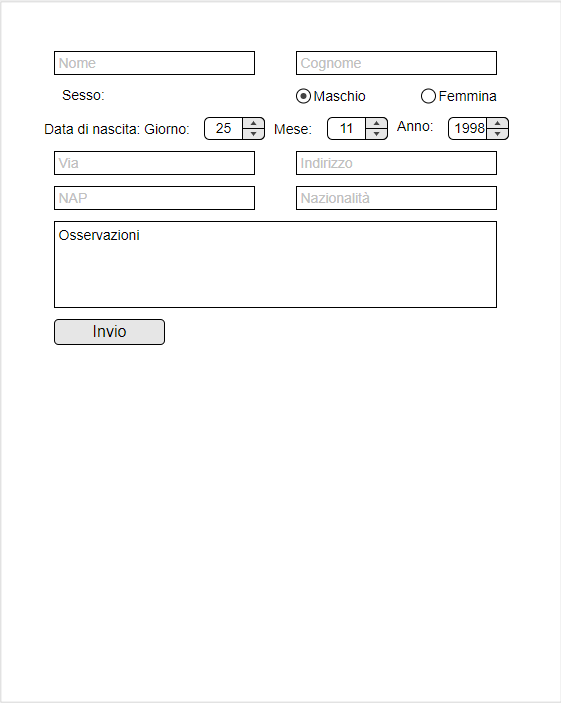 Nome Cognome
Sesso: Maschio Femmina
Data di nascita: Giorno: 25 Mese: 11 Anno: 1998
Via Indirizzo
NAP Nazionalità
Osservazioni
Invio